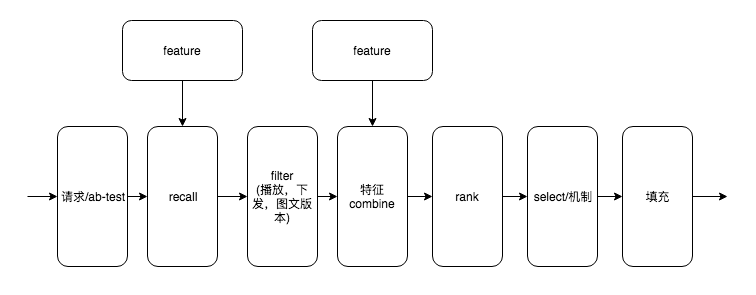 feature
feature
请求/ab-test
recall
filter
(播放，下
发，图文版
本)
特征
combine
rank
select/机制
填充